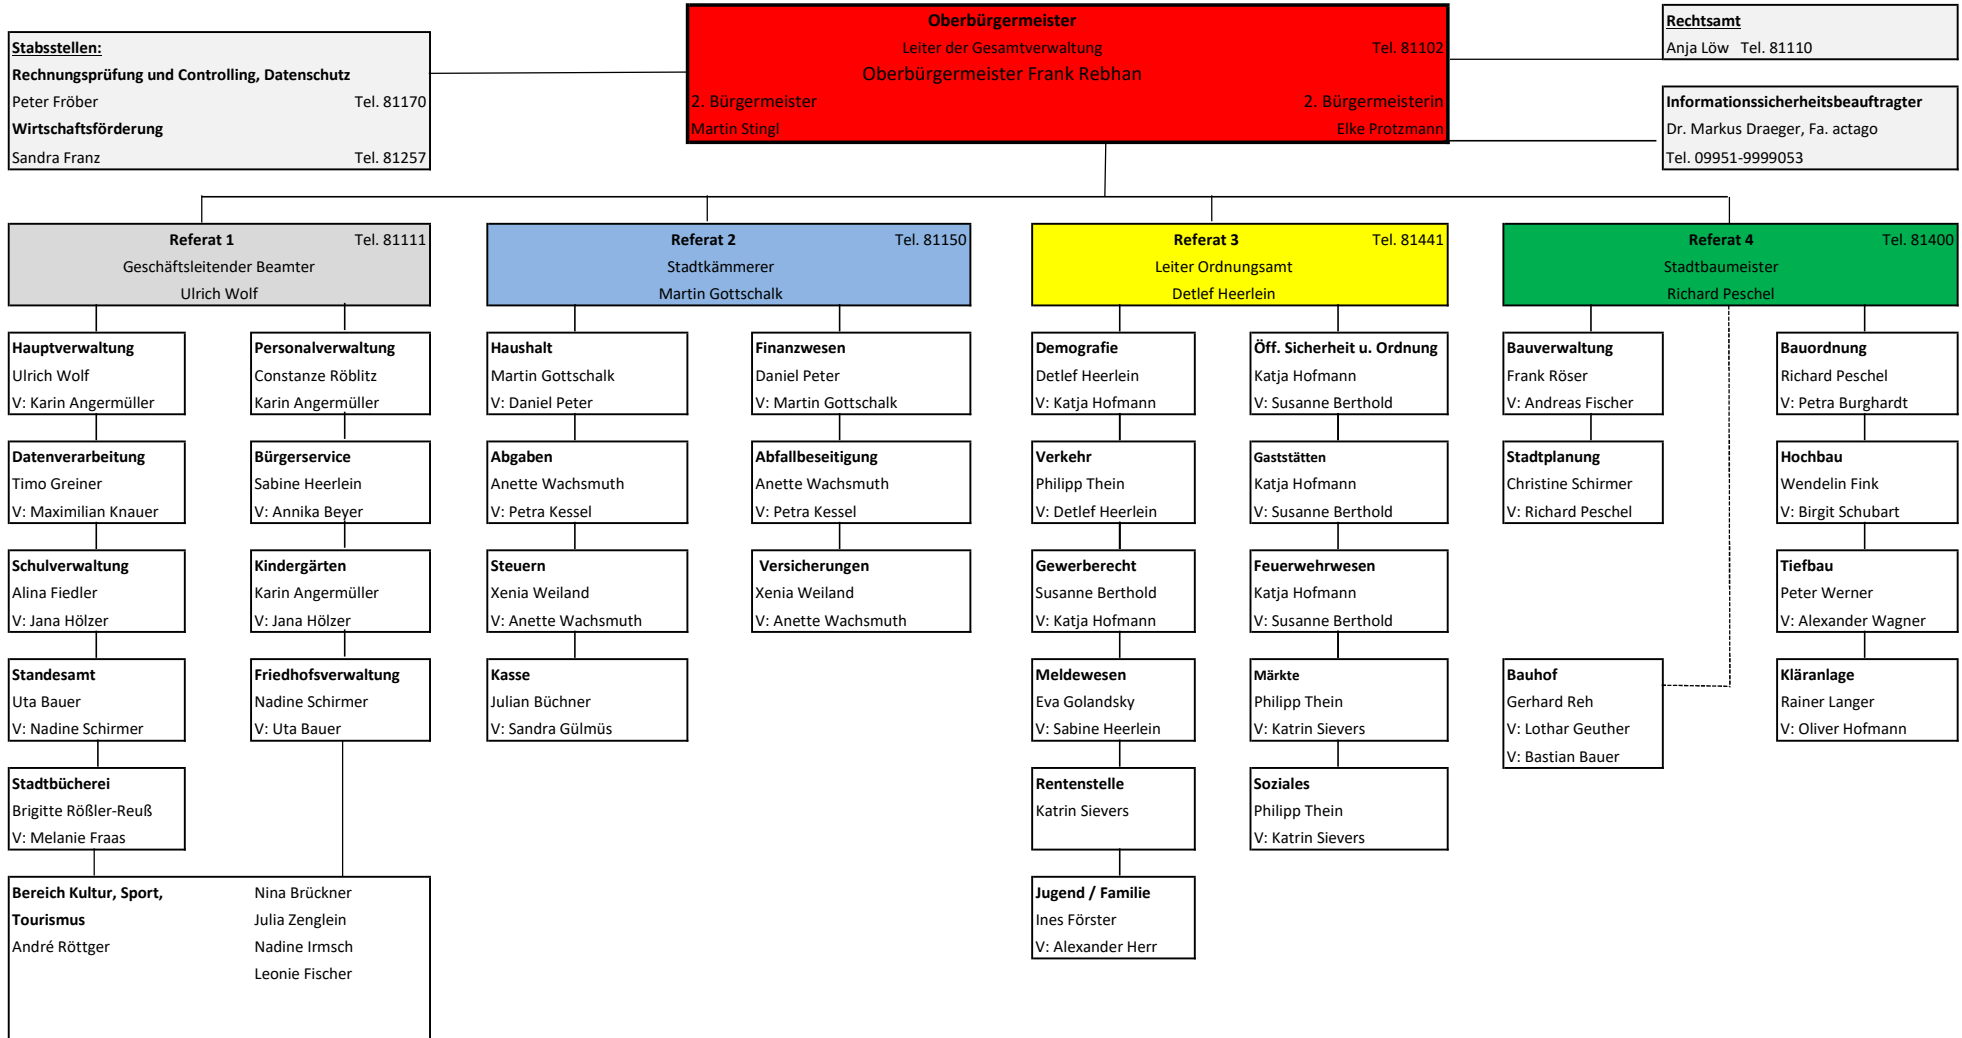 Stabsstellen:
Rechnungsprüfung und Controlling, Datenschutz
Peter Fröber Tel. 81170
Wirtschaftsförderung
Sandra Franz Tel. 81257
Oberbürgermeister
Leiter der Gesamtverwaltung Tel. 81102
Oberbürgermeister Frank Rebhan
2. Bürgermeister 2. Bürgermeisterin
Martin Stingl Elke Protzmann
Rechtsamt
Anja Löw Tel. 81110
Informationssicherheitsbeauftragter
Dr. Markus Draeger, Fa. actago
Tel. 09951-9999053
Referat 1 Tel. 81111
Geschäftsleitender Beamter
Ulrich Wolf
Hauptverwaltung
Ulrich Wolf
V: Karin Angermüller
Datenverarbeitung
Timo Greiner
V: Maximilian Knauer
Schulverwaltung
Alina Fiedler
V: Jana Hölzer
Standesamt
Uta Bauer
V: Nadine Schirmer
Stadtbücherei
Brigitte Rößler-Reuß
V: Melanie Fraas
Personalverwaltung
Constanze Röblitz
Karin Angermüller
Bürgerservice
Sabine Heerlein
V: Annika Beyer
Kindergärten
Karin Angermüller
V: Jana Hölzer
Friedhofsverwaltung
Nadine Schirmer
V: Uta Bauer
Bereich Kultur, Sport,
Tourismus
André Röttger
Nina Brückner
Julia Zenglein
Nadine Irmsch
Leonie Fischer
Referat 2 Tel. 81150
Stadtkämmerer
Martin Gottschalk
Haushalt
Martin Gottschalk
V: Daniel Peter
Abgaben
Anette Wachsmuth
V: Petra Kessel
Steuern
Xenia Weiland
V: Anette Wachsmuth
Kasse
Julian Büchner
V: Sandra Gülmüs
Finanzwesen
Daniel Peter
V: Martin Gottschalk
Abfallbeseitigung
Anette Wachsmuth
V: Petra Kessel
Versicherungen
Xenia Weiland
V: Anette Wachsmuth
Referat 3 Tel. 81441
Leiter Ordnungsamt
Detlef Heerlein
Demografie
Detlef Heerlein
V: Katja Hofmann
Verkehr
Philipp Thein
V: Detlef Heerlein
Gewerberecht
Susanne Berthold
V: Katja Hofmann
Meldewesen
Eva Golandsky
V: Sabine Heerlein
Rentenstelle
Katrin Sievers
Jugend / Familie
Ines Förster
V: Alexander Herr
Öff. Sicherheit u. Ordnung
Katja Hofmann
V: Susanne Berthold
Gaststätten
Katja Hofmann
V: Susanne Berthold
Feuerwehrwesen
Katja Hofmann
V: Susanne Berthold
Märkte
Philipp Thein
V: Katrin Sievers
Soziales
Philipp Thein
V: Katrin Sievers
Referat 4 Tel. 81400
Stadtbaumeister
Richard Peschel
Bauverwaltung
Frank Röser
V: Andreas Fischer
Stadtplanung
Christine Schirmer
V: Richard Peschel
Bauhof
Gerhard Reh
V: Lothar Geuther
V: Bastian Bauer
Bauordnung
Richard Peschel
V: Petra Burghardt
Hochbau
Wendelin Fink
V: Birgit Schubart
Tiefbau
Peter Werner
V: Alexander Wagner
Kläranlage
Rainer Langer
V: Oliver Hofmann